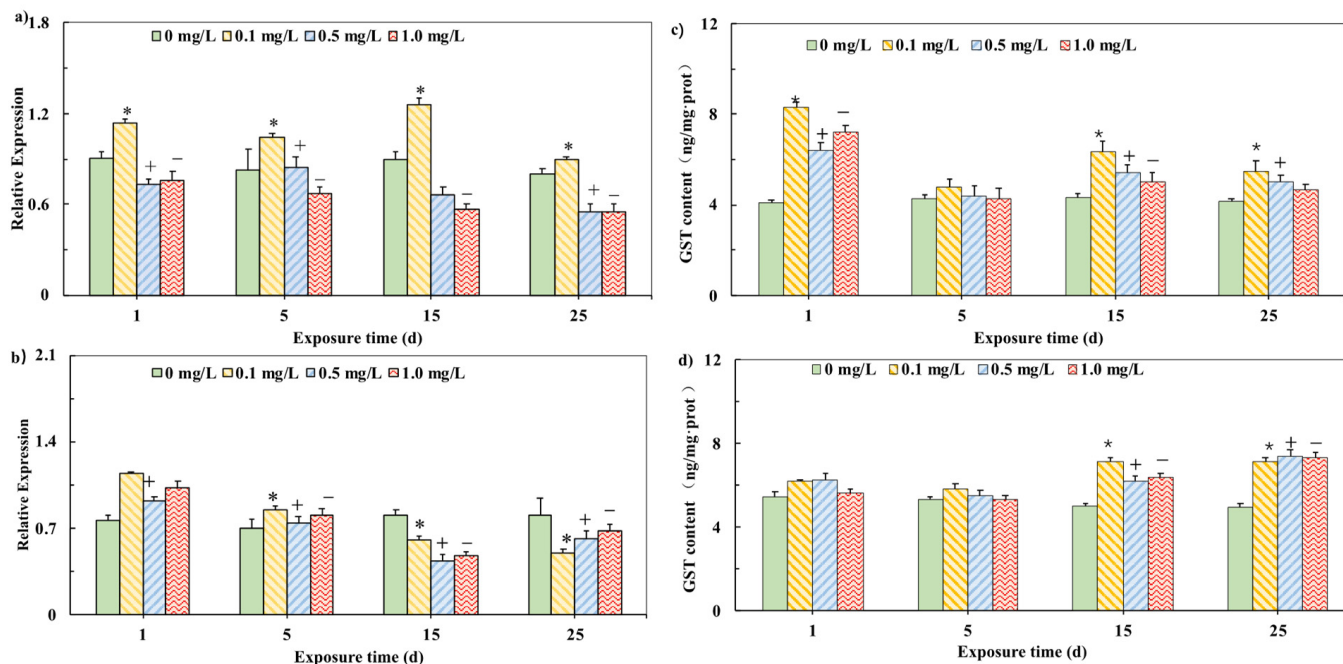 a)
1.8
0 mg/L 0.1 mg/L 0.5 mg/L 1.0 mg/L
1.2
0.6
0
Relative Expression
* + − * + − * − * + −
1 5 15 25
Exposure time (d)
b)
2.1
0 mg/L 0.1 mg/L 0.5 mg/L 1.0 mg/L
1.4
0.7
0
Relative Expression
+ * + − * + − * + −
1 5 15 25
Exposure time (d)
c)
12
0 mg/L 0.1 mg/L 0.5 mg/L 1.0 mg/L
8
4
0
GST content（ng/mg·prot）
* + − * + − * +
1 5 15 25
Exposure time (d)
d)
12
0 mg/L 0.1 mg/L 0.5 mg/L 1.0 mg/L
8
4
0
GST content（ng/mg·prot）
* + − * + −
1 5 15 25
Exposure time (d)